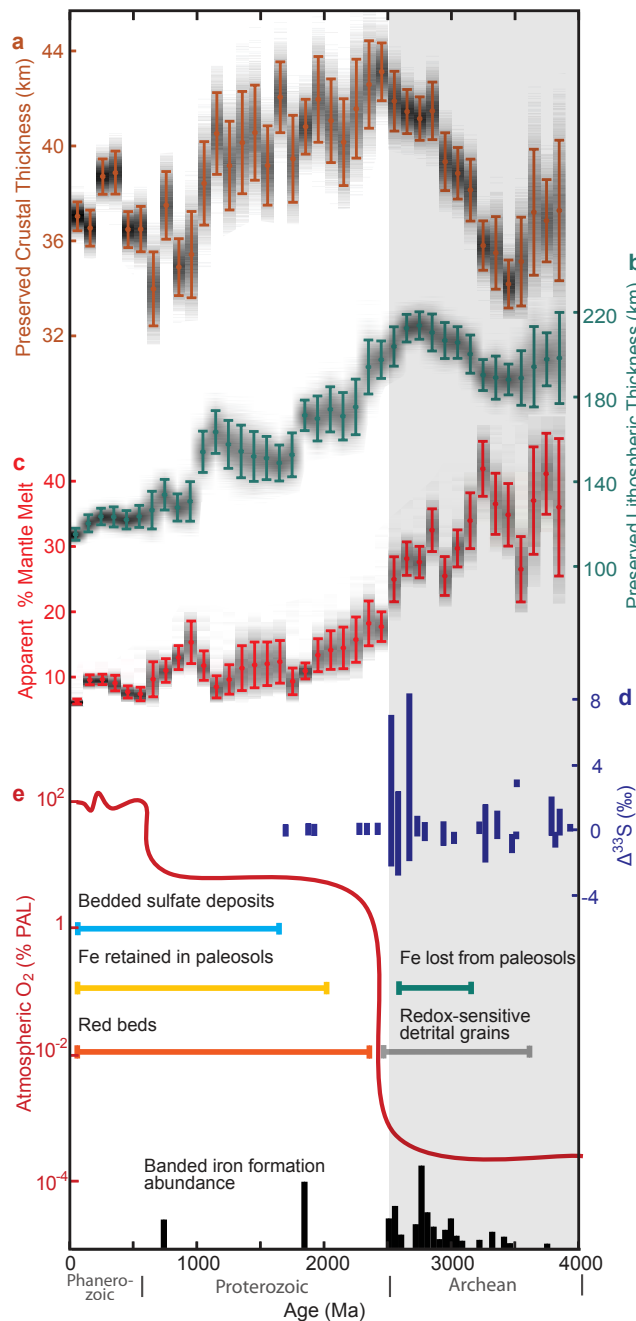 a
44
40
36
32
Preserved Crustal Thickness (km)
b
220
180
140
100
Preserved Lithospheric Thickness (km)
c
40
30
20
10
Apparent % Mantle Melt
d
8
4
0
-4
Δ³³S (‰)
e
10²
1
10⁻²
10⁻⁴
Atmospheric O₂ (% PAL)
Bedded sulfate deposits
Fe retained in paleosols
Fe lost from paleosols
Red beds
Redox-sensitive
detrital grains
Banded iron formation
abundance
0 1000 2000 3000 4000
Phanero-
zoic | Proterozoic | Archean |
Age (Ma)